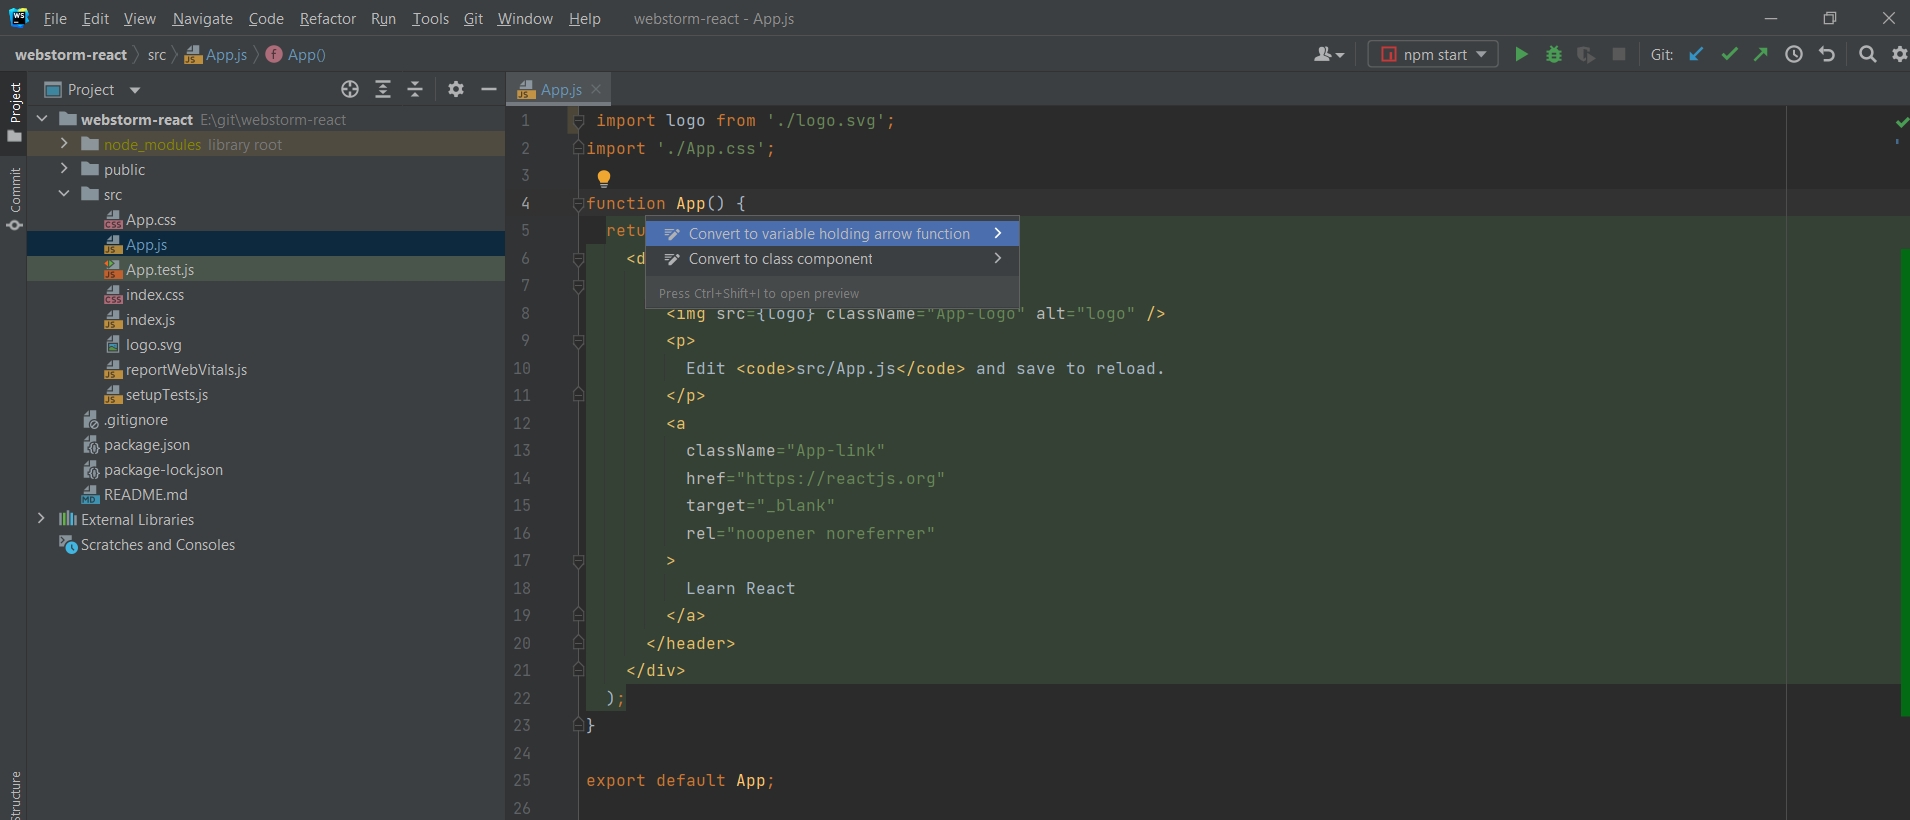 WS File Edit View Navigate Code Refactor Run Tools Git Window Help webstorm-react - App.js
webstorm-react src App.js App()
npm start Git:
Project
App.js
Project
Commit
Structure
webstorm-react E:\git\webstorm-react
node_modules library root
public
src
App.css
App.js
App.test.js
index.css
index.js
logo.svg
reportWebVitals.js
setupTests.js
.gitignore
package.json
package-lock.json
README.md
External Libraries
Scratches and Consoles
1 import logo from './logo.svg';
2 import './App.css';
3
4 function App() {
5 retu
6 <d
7
8 <img src={logo} className="App-logo" alt="logo" />
9 <p>
10 Edit <code>src/App.js</code> and save to reload.
11 </p>
12 <a
13 className="App-link"
14 href="https://reactjs.org"
15 target="_blank"
16 rel="noopener noreferrer"
17 >
18 Learn React
19 </a>
20 </header>
21 </div>
22 );
23 }
24
25 export default App;
26
Convert to variable holding arrow function
Convert to class component
Press Ctrl+Shift+I to open preview